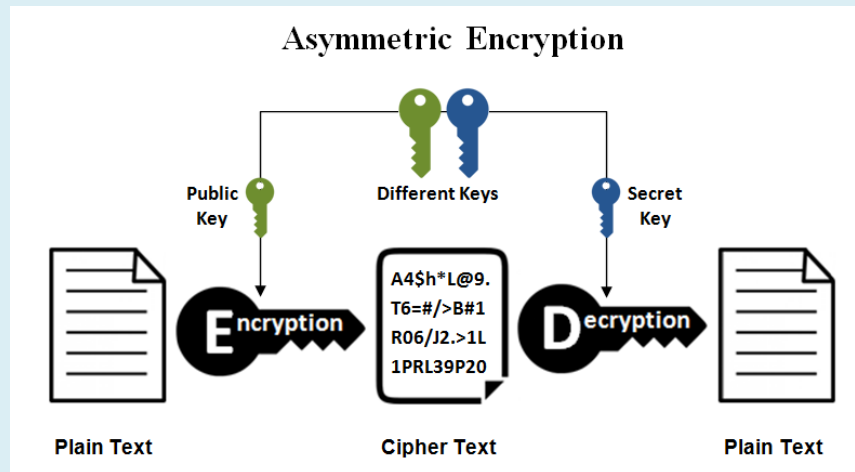 Asymmetric Encryption
Public
Key
Different Keys
Secret
Key
Encryption
A4$h*L@9.
T6=#/>B#1
R06/J2.>1L
1PRL39P20
Decryption
Plain Text
Cipher Text
Plain Text